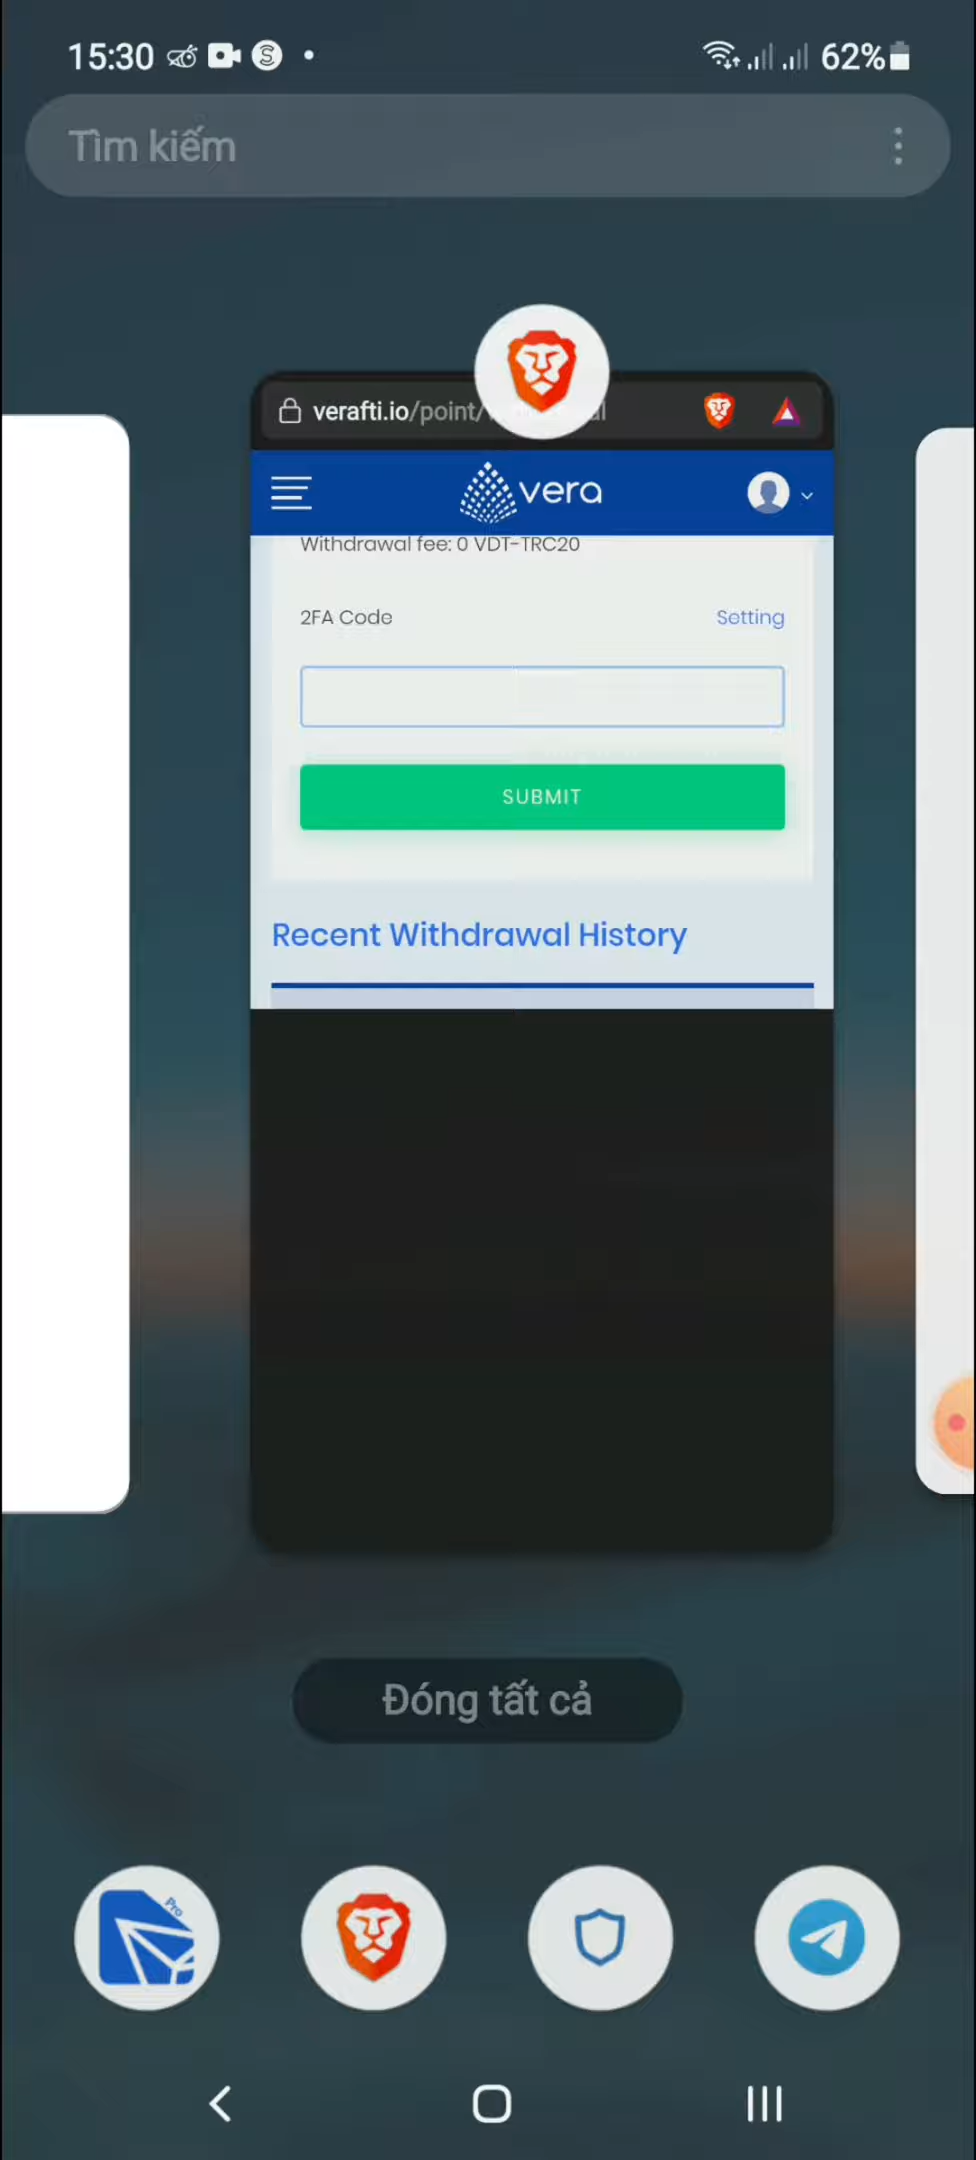 15:30
62%
Tìm kiếm
verafti.io/point/
vera
Withdrawal fee: 0 VDT-TRC20
2FA Code
Setting
SUBMIT
Recent Withdrawal History
Đóng tất cả
Pro